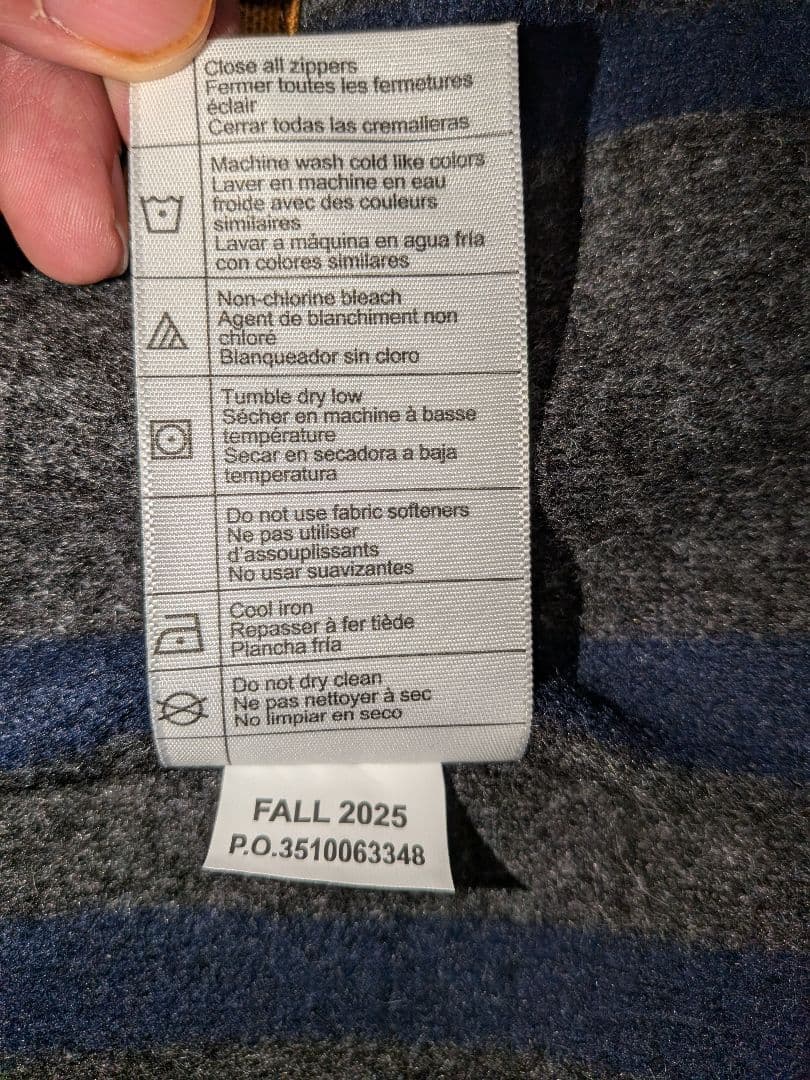 Close all zippers
Fermer toutes les fermetures
éclair
Cerrar todas las cremalleras
Machine wash cold like colors
Laver en machine en eau
froide avec des couleurs
similaires
Lavar a máquina en agua fría
con colores similares
Non-chlorine bleach
Agent de blanchiment non
chloré
Blanqueador sin cloro
Tumble dry low
Sécher en machine à basse
température
Secar en secadora a baja
temperatura
Do not use fabric softeners
Ne pas utiliser
d'assouplissants
No usar suavizantes
Cool iron
Repasser à fer tiède
Plancha fría
Do not dry clean
Ne pas nettoyer à sec
No limpiar en seco
FALL 2025
P.O.3510063348